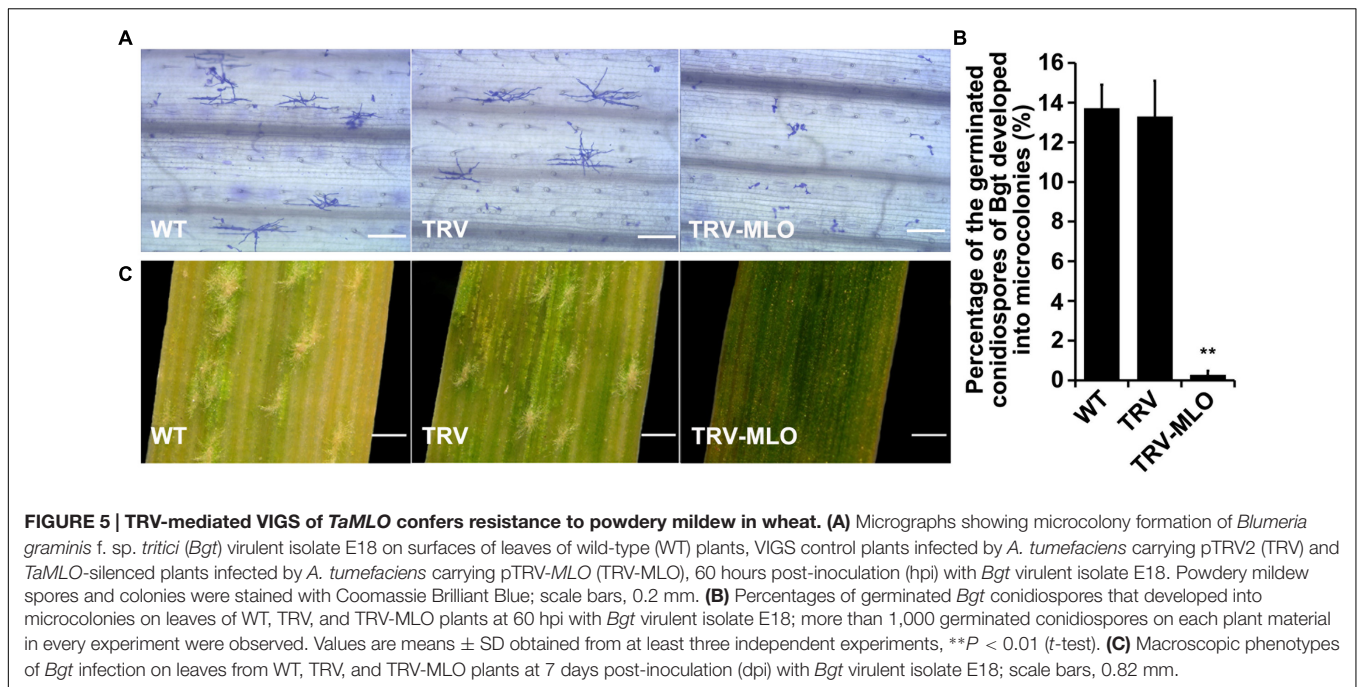 A
WT
TRV
TRV-MLO
B
Percentage of the germinated
conidiospores of Bgt developed
into microcolonies (%)
16
14
12
10
8
6
4
2
0
**
WT
TRV
TRV-MLO
C
WT
TRV
TRV-MLO
FIGURE 5 | TRV-mediated VIGS of TaMLO confers resistance to powdery mildew in wheat. (A) Micrographs showing microcolony formation of Blumeria
graminis f. sp. tritici (Bgt) virulent isolate E18 on surfaces of leaves of wild-type (WT) plants, VIGS control plants infected by A. tumefaciens carrying pTRV2 (TRV) and
TaMLO-silenced plants infected by A. tumefaciens carrying pTRV-MLO (TRV-MLO), 60 hours post-inoculation (hpi) with Bgt virulent isolate E18. Powdery mildew
spores and colonies were stained with Coomassie Brilliant Blue; scale bars, 0.2 mm. (B) Percentages of germinated Bgt conidiospores that developed into
microcolonies on leaves of WT, TRV, and TRV-MLO plants at 60 hpi with Bgt virulent isolate E18; more than 1,000 germinated conidiospores on each plant material
in every experiment were observed. Values are means ± SD obtained from at least three independent experiments, **P < 0.01 (t-test). (C) Macroscopic phenotypes
of Bgt infection on leaves from WT, TRV, and TRV-MLO plants at 7 days post-inoculation (dpi) with Bgt virulent isolate E18; scale bars, 0.82 mm.